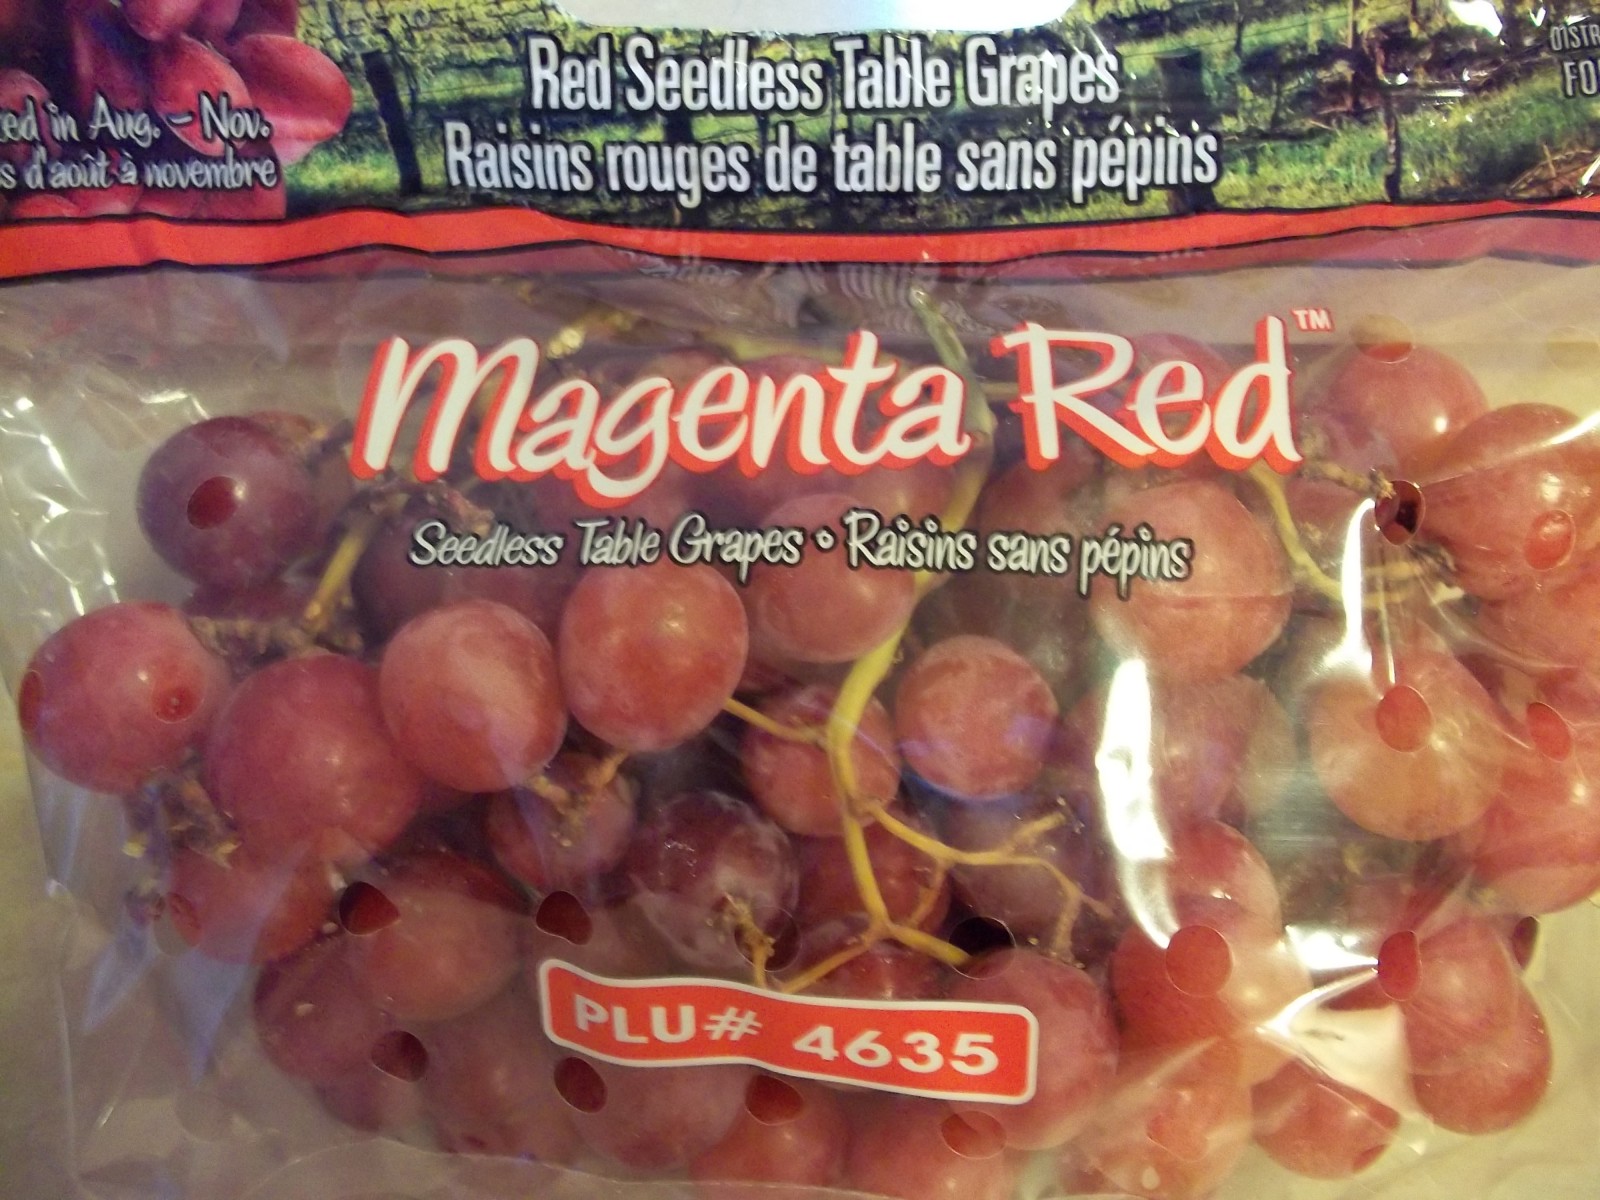 Red Seedless Table Grapes
Raisins rouges de table sans pépins
in Aug. - Nov.
d'août à novembre
Magenta Red™
Seedless Table Grapes • Raisins sans pépins
PLU# 4635